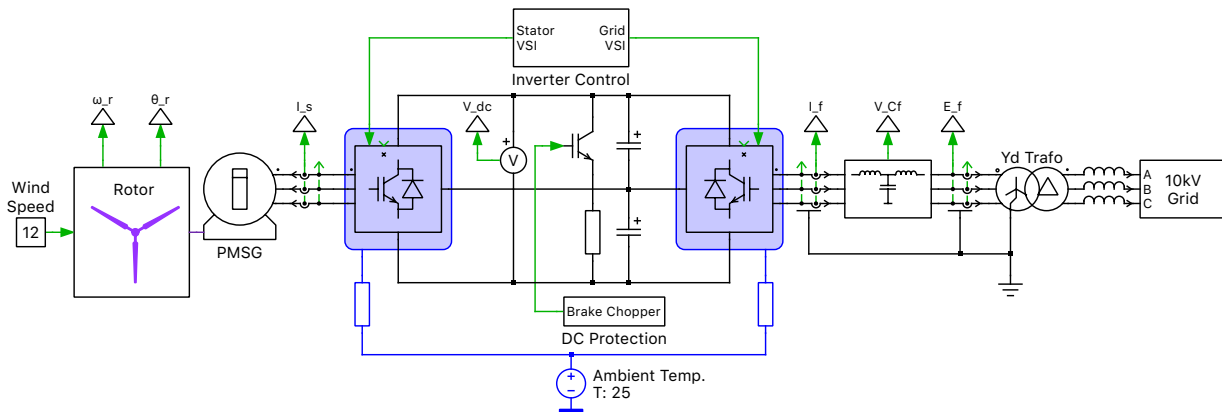 Stator
VSI
Grid
VSI
Inverter Control
ω_r
θ_r
I_s
V_dc
I_f
V_Cf
E_f
Wind
Speed
12
Rotor
PMSG
V
+
+
+
Yd Trafo
A
B
C
10kV
Grid
Brake Chopper
DC Protection
+
−
Ambient Temp.
T: 25